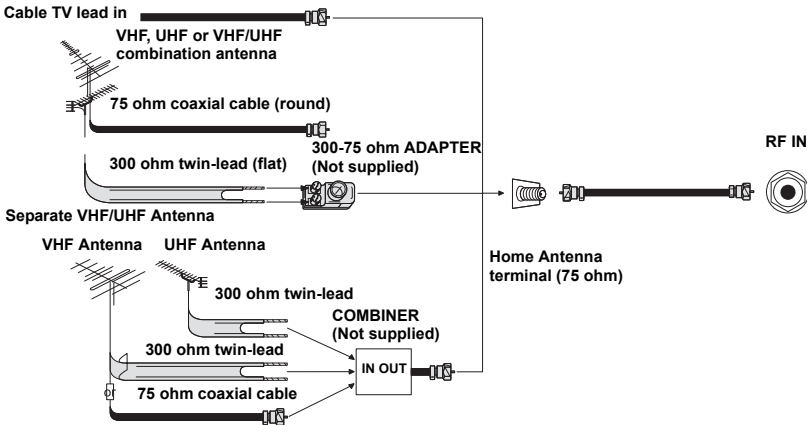 Cable TV lead in
VHF, UHF or VHF/UHF
combination antenna
75 ohm coaxial cable (round)
300-75 ohm ADAPTER
(Not supplied)
300 ohm twin-lead (flat)
RF IN
Separate VHF/UHF Antenna
VHF Antenna
UHF Antenna
Home Antenna
terminal (75 ohm)
300 ohm twin-lead
COMBINER
(Not supplied)
300 ohm twin-lead
IN OUT
or
75 ohm coaxial cable